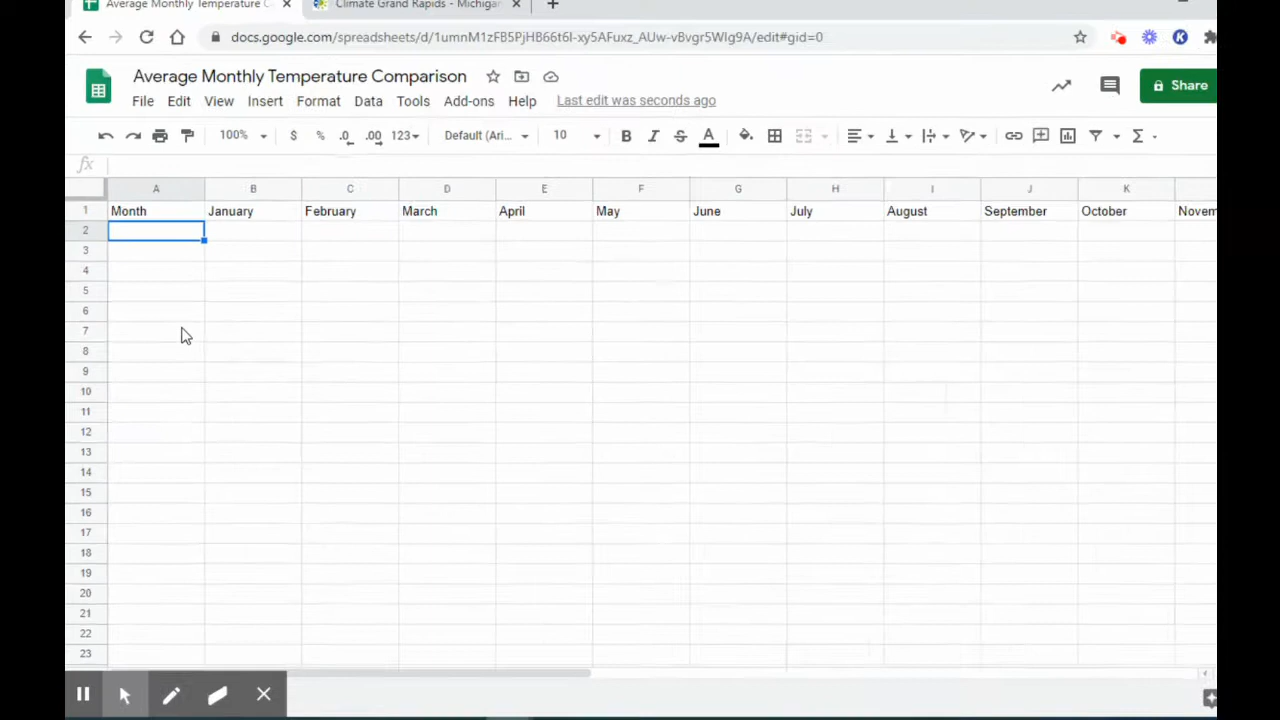 Average Monthly Temperature C
Climate Grand Rapids - Michigan
docs.google.com/spreadsheets/d/1umnM1zFB5PjHB66t6I-xy5AFuxz_AUw-vBvgr5WIg9A/edit#gid=0
Average Monthly Temperature Comparison
File Edit View Insert Format Data Tools Add-ons Help Last edit was seconds ago
Share
100% $ % .0 .00 123 Default (Ari... 10 B I S A Σ
fx
A B C D E F G H I J K
1 Month January February March April May June July August September October Novem
2
3
4
5
6
7
8
9
10
11
12
13
14
15
16
17
18
19
20
21
22
23